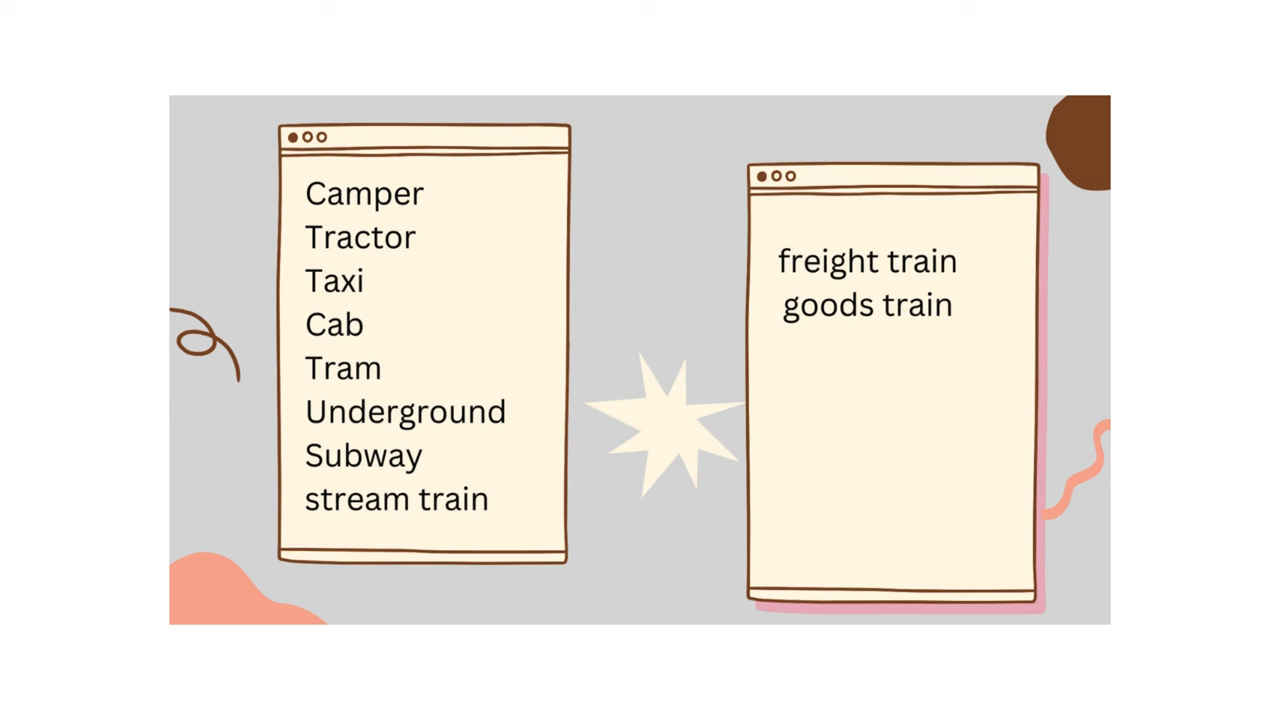 Camper
Tractor
Taxi
Cab
Tram
Underground
Subway
stream train
freight train
goods train